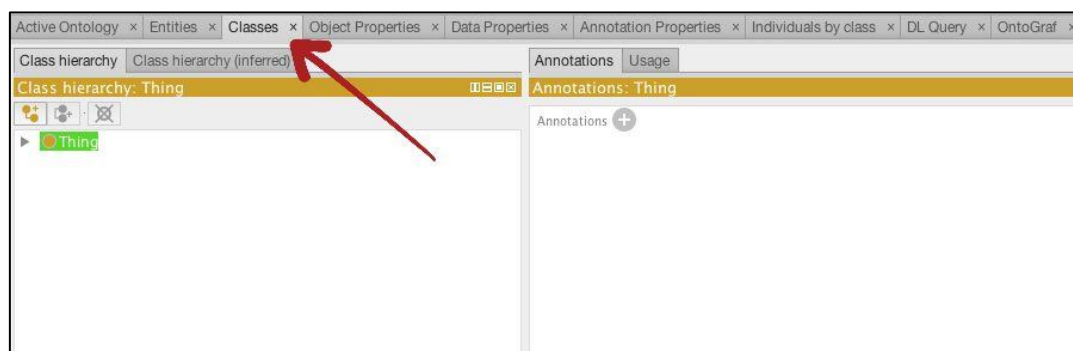 Active Ontology × Entities × Classes × Object Properties × Data Properties × Annotation Properties × Individuals by class × DL Query × OntoGraf ×
Class hierarchy Class hierarchy (inferred)
Annotations Usage
Class hierarchy: Thing
Annotations: Thing
Annotations
Thing